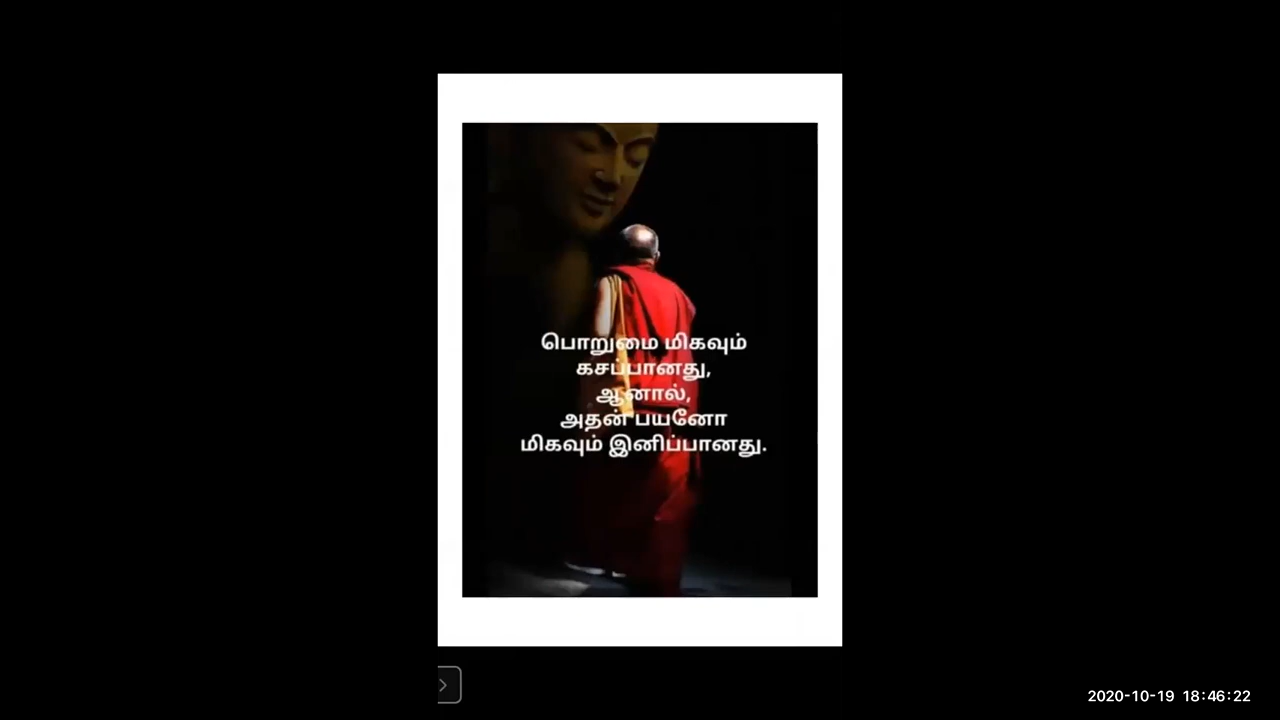 பொறுமை மிகவும்
கசப்பானது,
ஆனால்,
அதன் பயனோ
மிகவும் இனிப்பானது.
2020-10-19 18:46:22